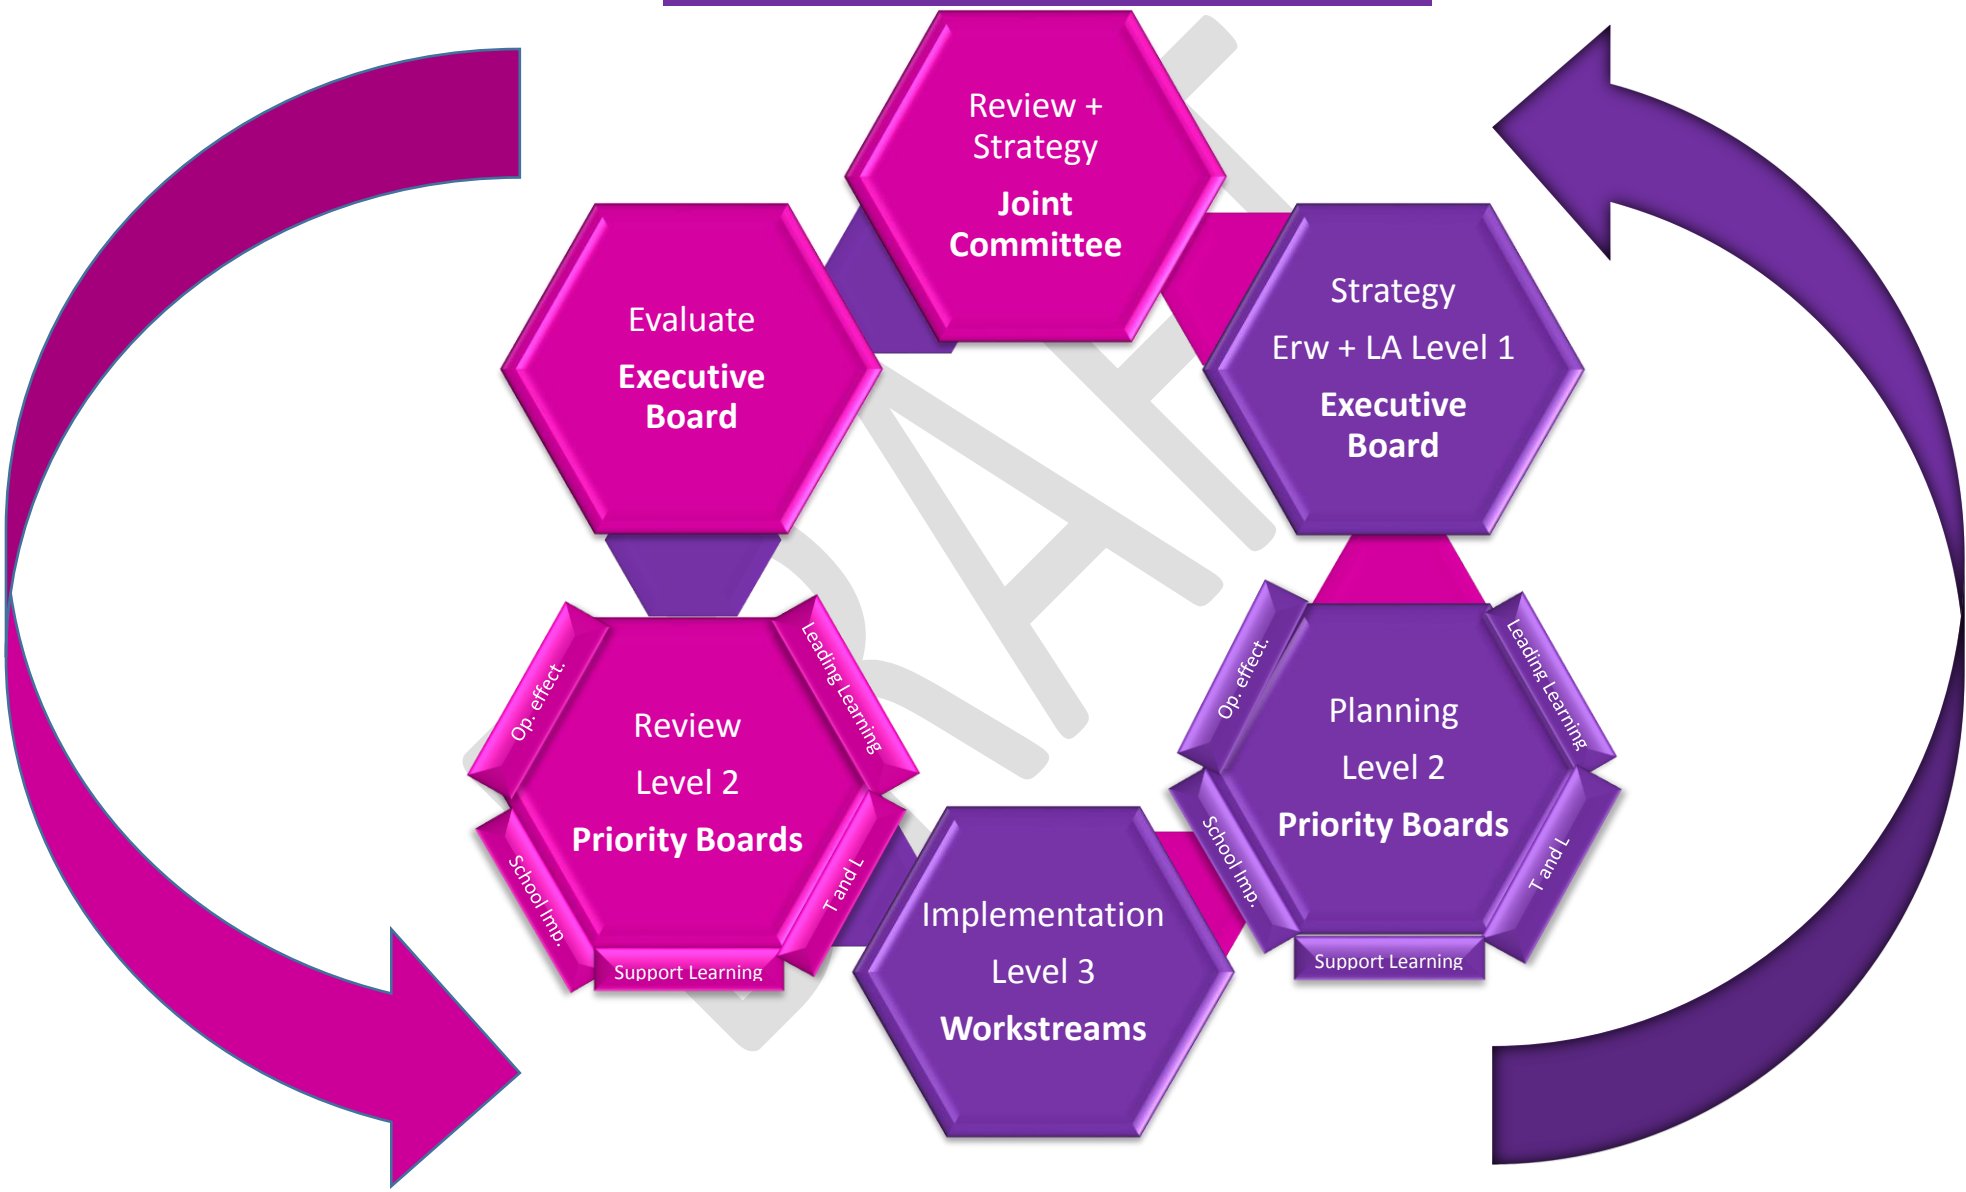 Review +
Strategy
Joint
Committee
Strategy
Erw + LA Level 1
Executive
Board
Evaluate
Executive
Board
Op. effect.
Leading Learning
Planning
Level 2
Priority Boards
School Imp.
T and L
Support Learning
Op. effect.
Leading Learning
Review
Level 2
Priority Boards
School Imp.
T and L
Support Learning
Implementation
Level 3
Workstreams
DRAFT